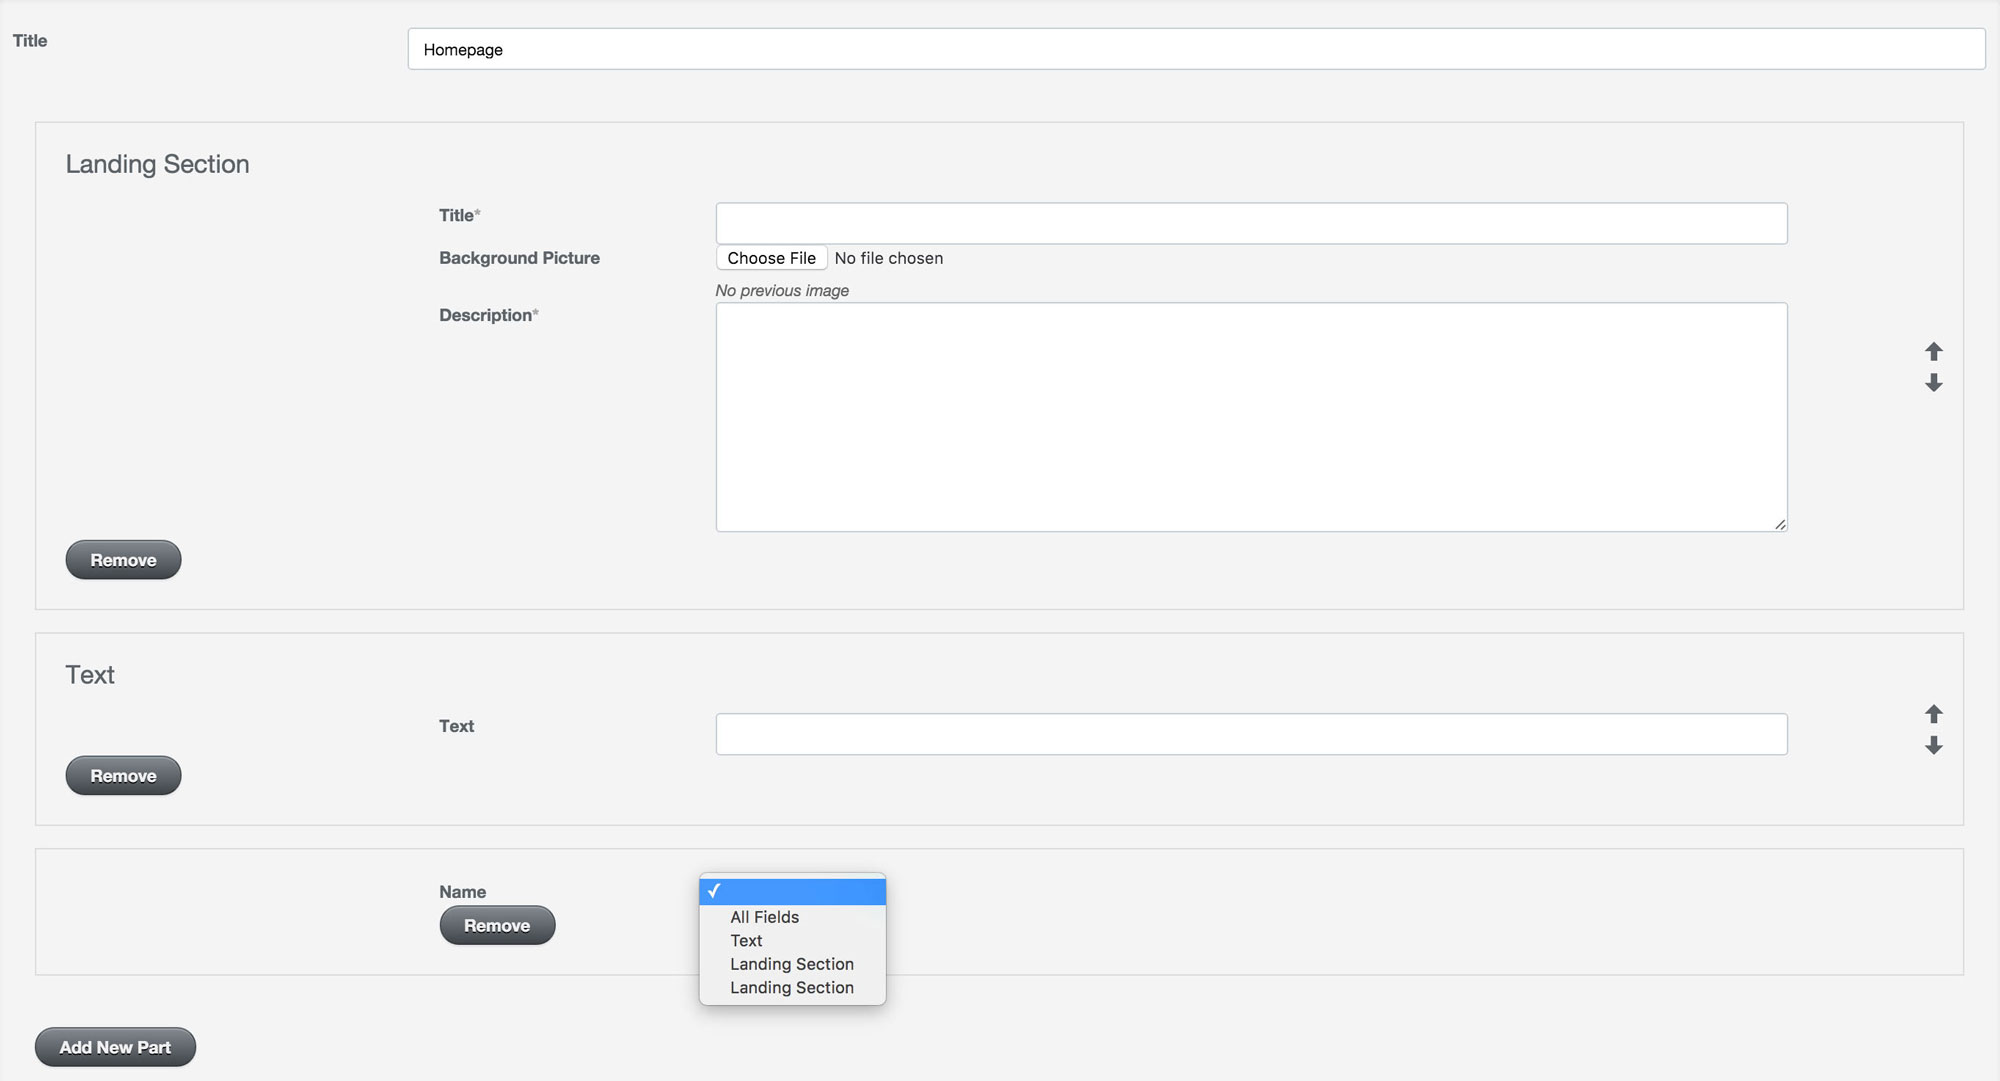 Title
Homepage
Landing Section
Title*
Background Picture
Choose File No file chosen
No previous image
Description*
Remove
Text
Text
Remove
Name
Remove
✓
All Fields
Text
Landing Section
Landing Section
Add New Part